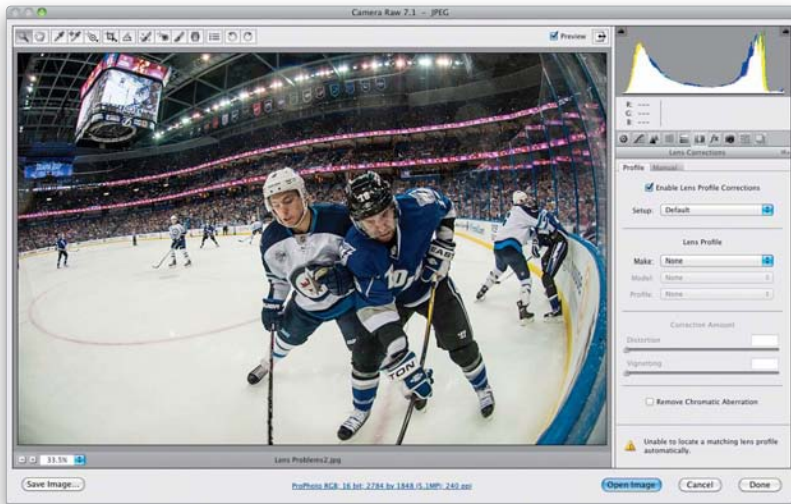 Camera Raw 7.1 - JPEG
Preview
R: ---
G: ---
B: ---
Lens Corrections
Profile Manual
Enable Lens Profile Corrections
Setup: Default
Lens Profile
Make: None
Model: None
Profile: None
Correction Amount
Distortion
Vignetting
Remove Chromatic Aberration
Unable to locate a matching lens profile
automatically.
10
EAST
TON
33.5%
Lens Problems2.jpg
Save Image...
ProPhoto RGB; 16 bit; 2784 by 1848 (5.1MP); 240 ppi
Open Image
Cancel
Done